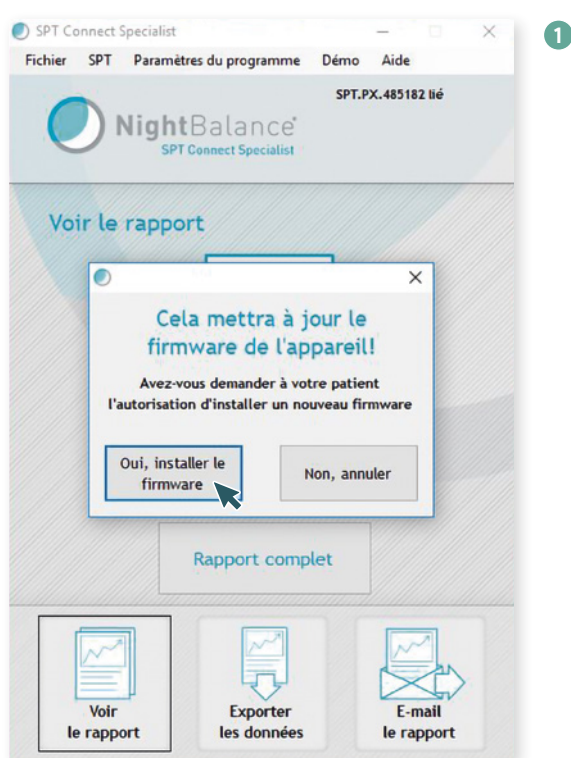 SPT Connect Specialist
1
Fichier SPT Paramètres du programme Démo Aide
SPT.PX.485182 lié
NightBalance
SPT Connect Specialist
Voir le rapport
Cela mettra à jour le
firmware de l'appareil!
Avez-vous demander à votre patient
l'autorisation d'installer un nouveau firmware
Oui, installer le
firmware
Non, annuler
Rapport complet
Voir
le rapport
Exporter
les données
E-mail
le rapport